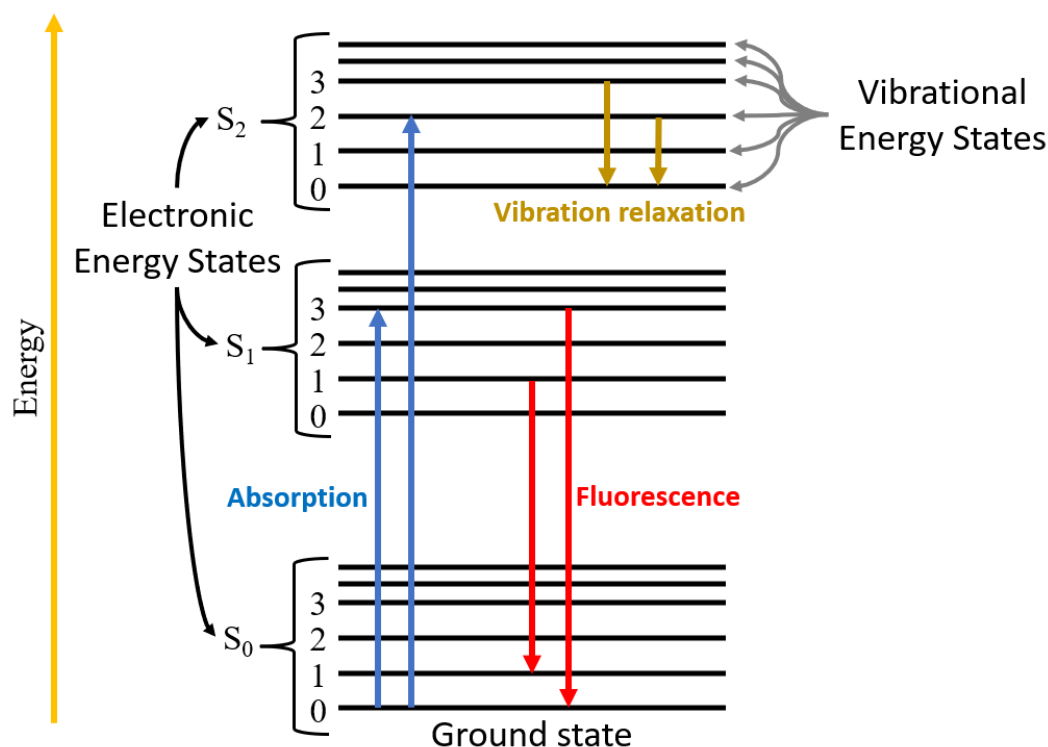 3
2
1
0
S₂
Vibrational
Energy States
Vibration relaxation
Electronic
Energy States
3
2
1
0
S₁
Energy
Absorption
Fluorescence
3
2
1
0
S₀
Ground state